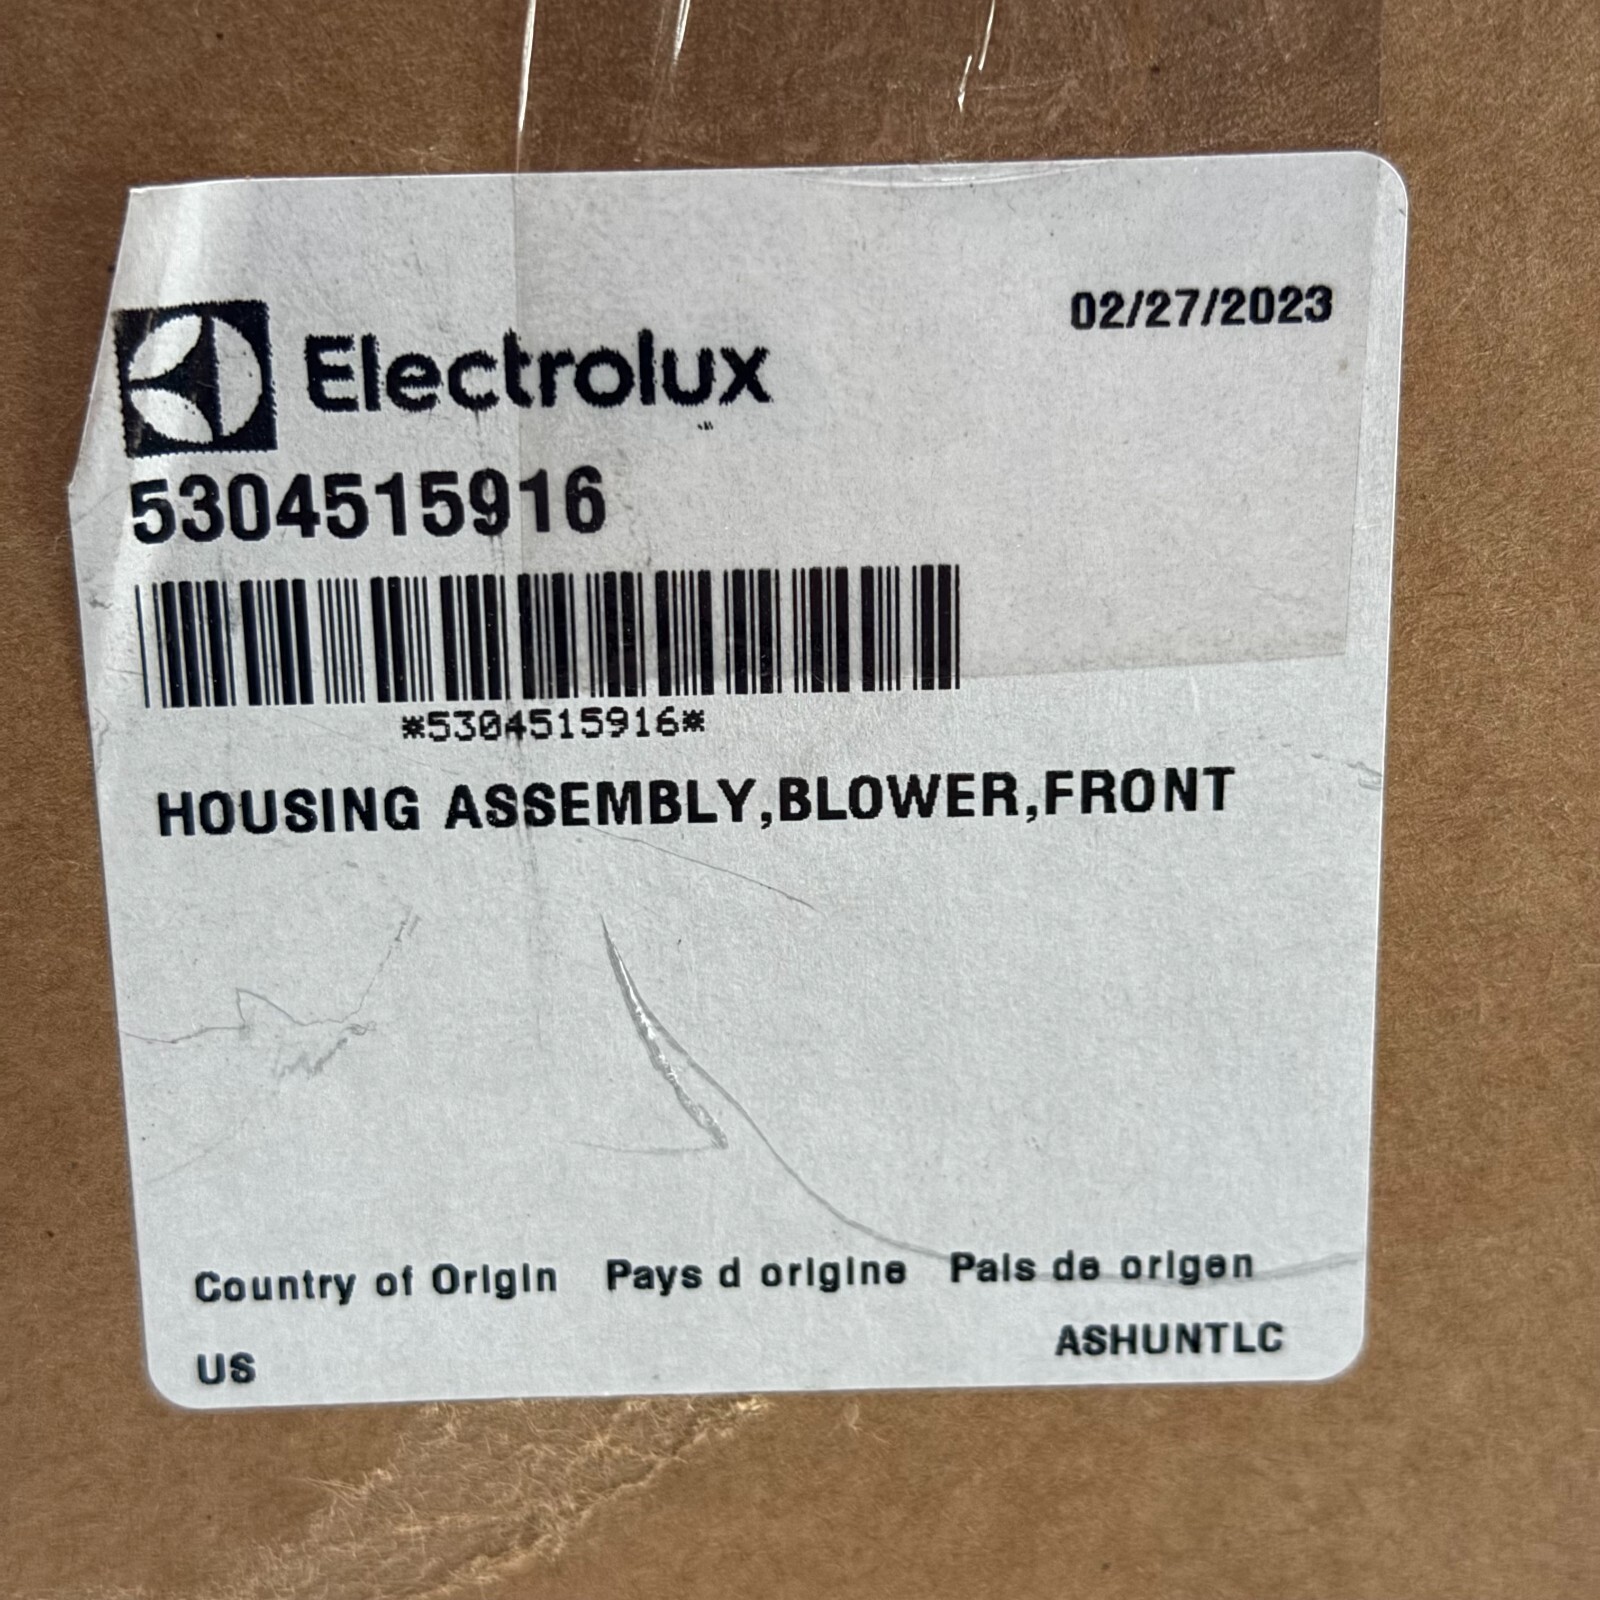 02/27/2023
Electrolux
5304515916
*5304515916*
HOUSING ASSEMBLY,BLOWER,FRONT
Country of Origin Pays d origine Pais de origen
US
ASHUNTLC